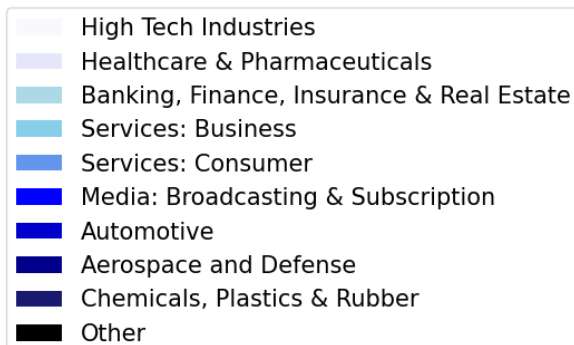 High Tech Industries
Healthcare & Pharmaceuticals
Banking, Finance, Insurance & Real Estate
Services: Business
Services: Consumer
Media: Broadcasting & Subscription
Automotive
Aerospace and Defense
Chemicals, Plastics & Rubber
Other